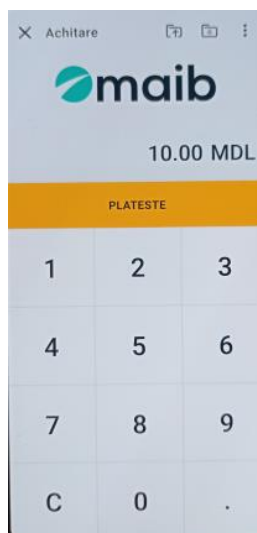 Achitare
maib
10.00 MDL
PLATESTE
1 2 3
4 5 6
7 8 9
C 0 .